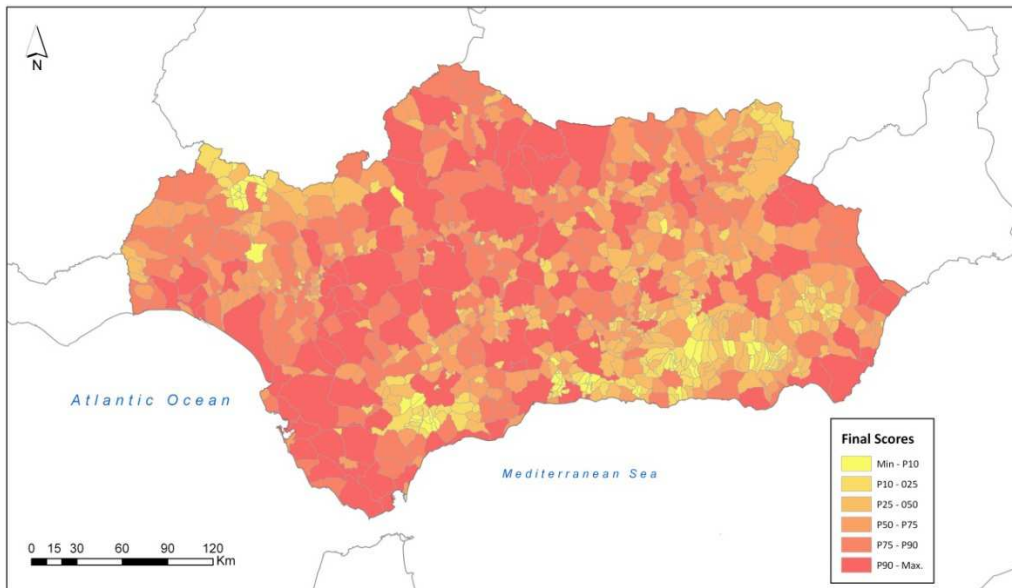 N
Atlantic Ocean
Mediterranean Sea
Final Scores
Min - P10
P10 - 025
P25 - 050
P50 - P75
P75 - P90
P90 - Max.
0 15 30 60 90 120
Km